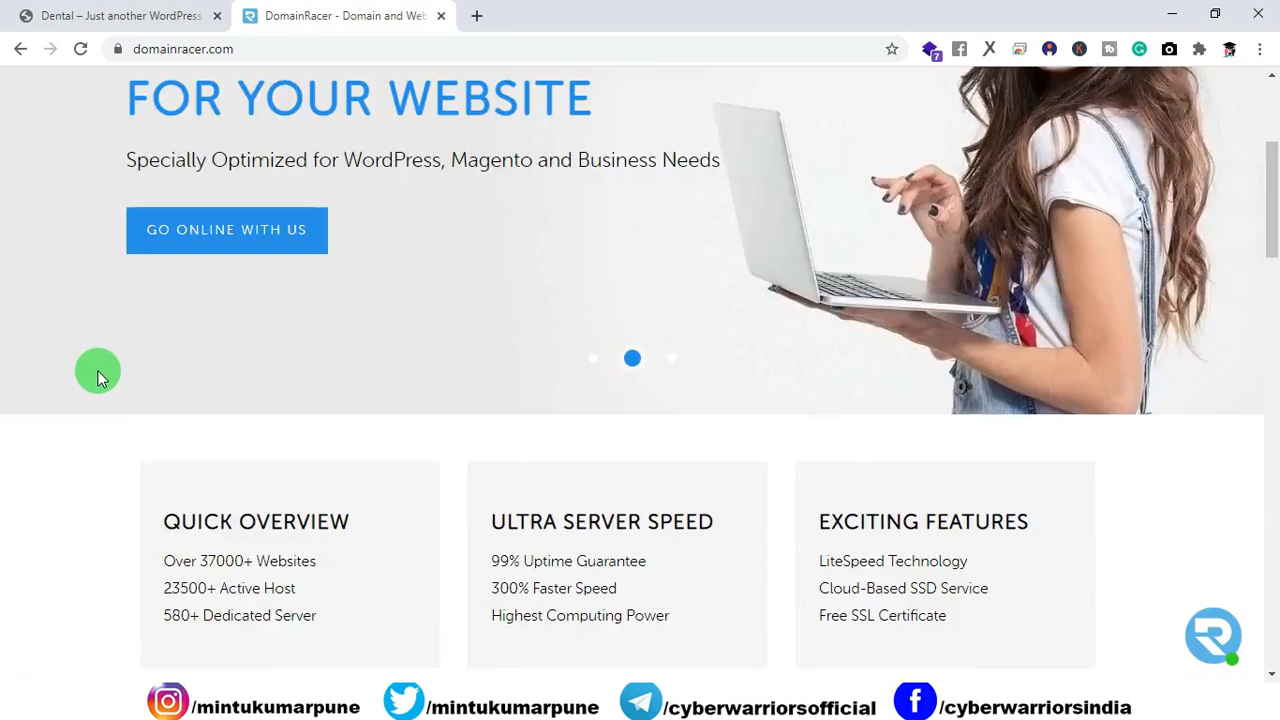 Dental – Just another WordPress
DomainRacer - Domain and Web
domainracer.com
7
FOR YOUR WEBSITE
Specially Optimized for WordPress, Magento and Business Needs
GO ONLINE WITH US
QUICK OVERVIEW
Over 37000+ Websites
23500+ Active Host
580+ Dedicated Server
ULTRA SERVER SPEED
99% Uptime Guarantee
300% Faster Speed
Highest Computing Power
EXCITING FEATURES
LiteSpeed Technology
Cloud-Based SSD Service
Free SSL Certificate
/mintukumarpune
/mintukumarpune
/cyberwarriorsofficial
/cyberwarriorsindia